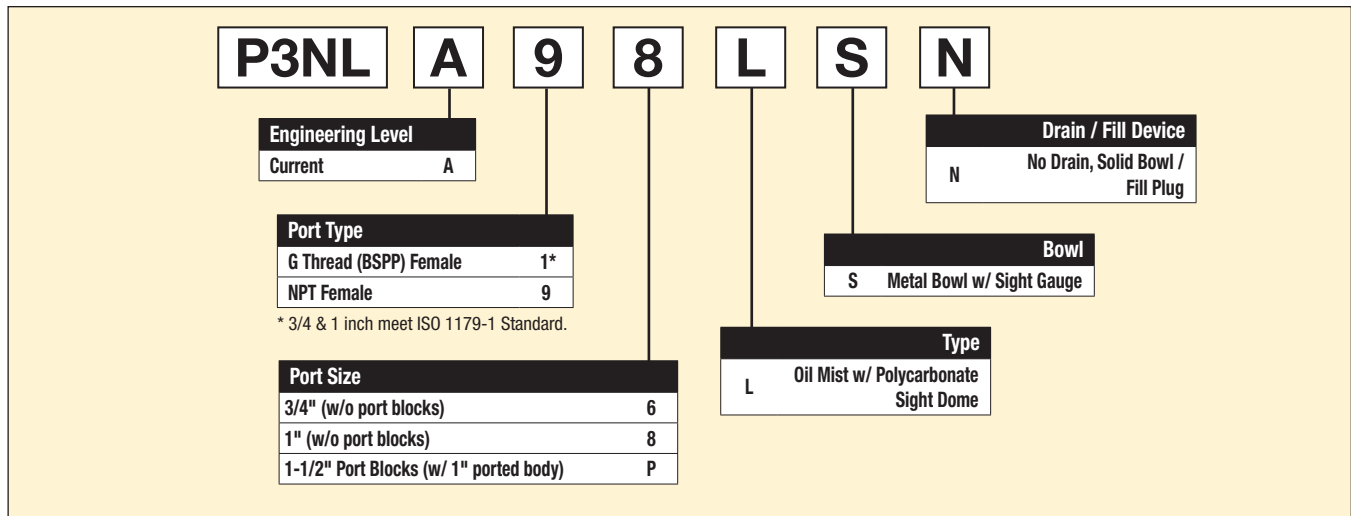 P3NL A 9 8 L S N
Engineering Level
Current A
Drain / Fill Device
N No Drain, Solid Bowl /
Fill Plug
Port Type
G Thread (BSPP) Female 1*
NPT Female 9
* 3/4 & 1 inch meet ISO 1179-1 Standard.
Bowl
S Metal Bowl w/ Sight Gauge
Type
L Oil Mist w/ Polycarbonate
Sight Dome
Port Size
3/4" (w/o port blocks) 6
1" (w/o port blocks) 8
1-1/2" Port Blocks (w/ 1" ported body) P